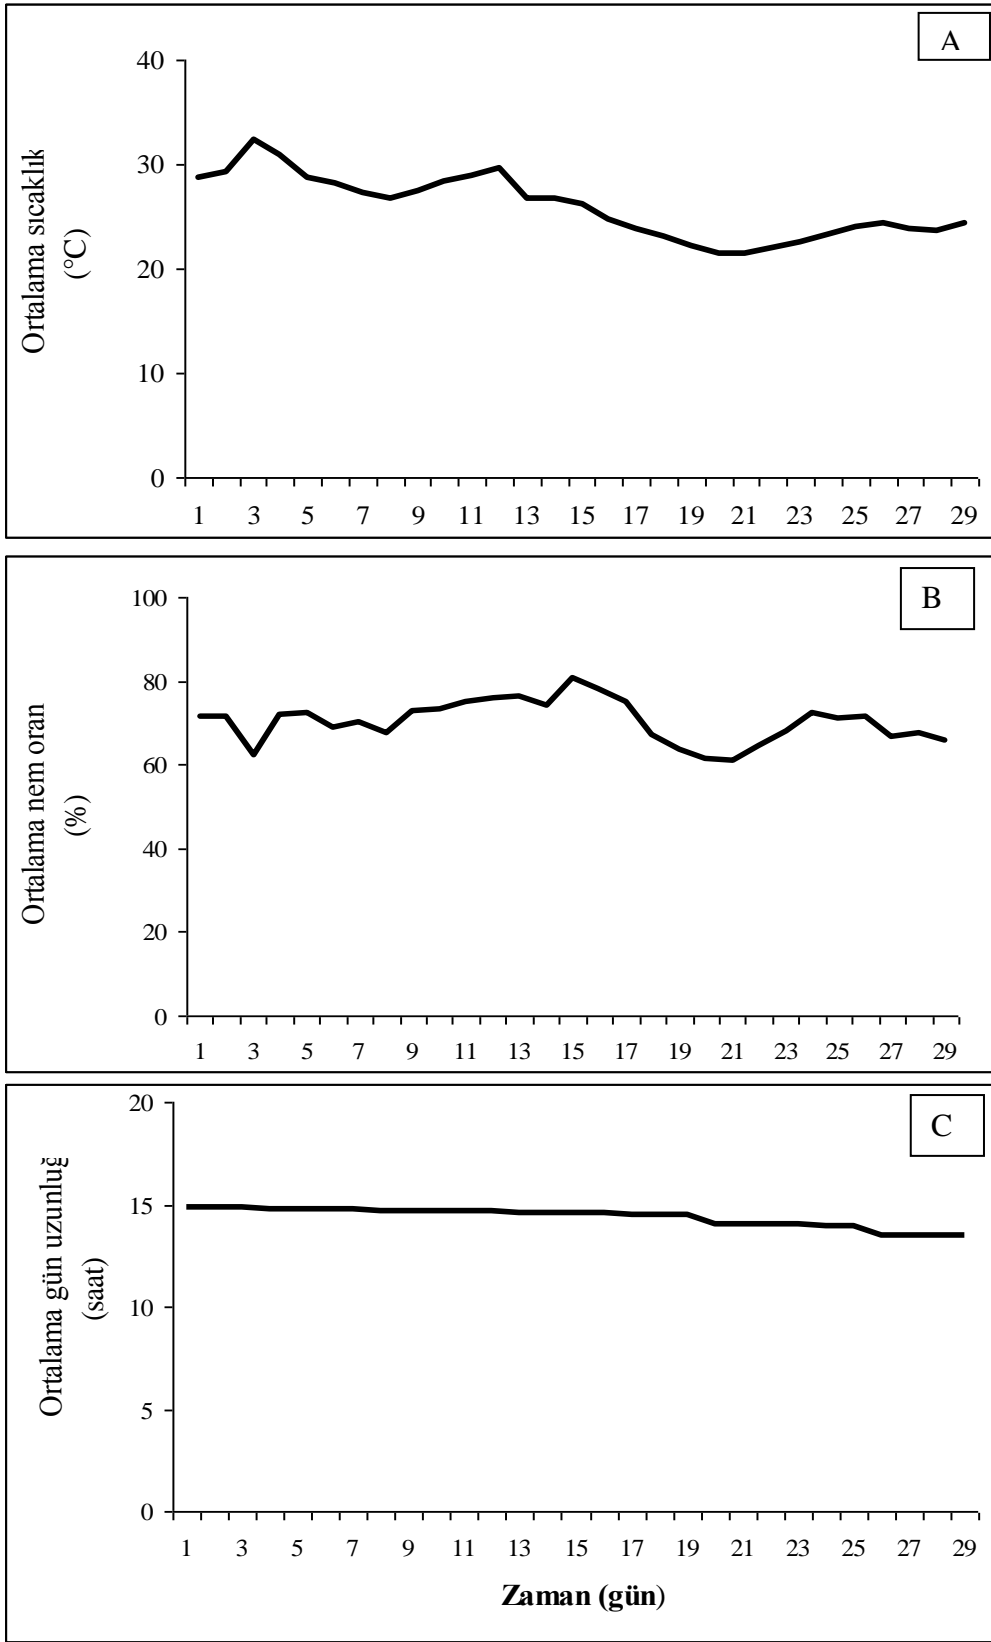 A
Ortalama sıcaklık
(°C)
40
30
20
10
0
1 3 5 7 9 11 13 15 17 19 21 23 25 27 29
B
Ortalama nem oran
(%)
100
80
60
40
20
0
1 3 5 7 9 11 13 15 17 19 21 23 25 27 29
C
Ortalama gün uzunluğ
(saat)
20
15
10
5
0
1 3 5 7 9 11 13 15 17 19 21 23 25 27 29
Zaman (gün)